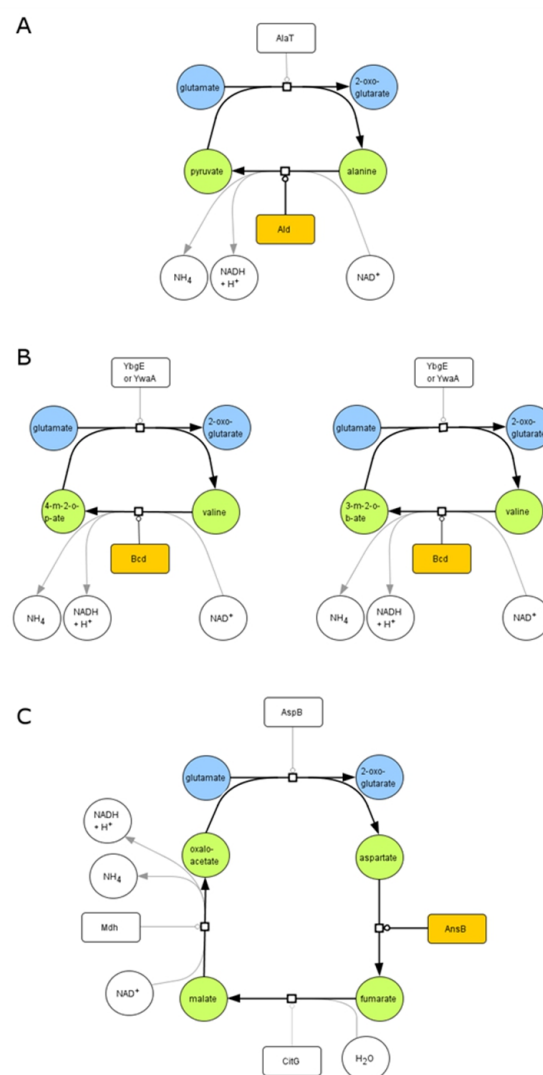 A
AlaT
glutamate
2-oxo-
glutarate
pyruvate
alanine
Ald
NH4
NADH
+ H+
NAD+
B
YbgE
or YwaA
glutamate
2-oxo-
glutarate
4-m-2-o-
p-ate
valine
Bcd
NH4
NADH
+ H+
NAD+
YbgE
or YwaA
glutamate
2-oxo-
glutarate
3-m-2-o-
b-ate
valine
Bcd
NH4
NADH
+ H+
NAD+
C
AspB
glutamate
2-oxo-
glutarate
NADH
+ H+
oxalo-
acetate
aspartate
NH4
Mdh
AnsB
NAD+
malate
fumarate
CitG
H2O